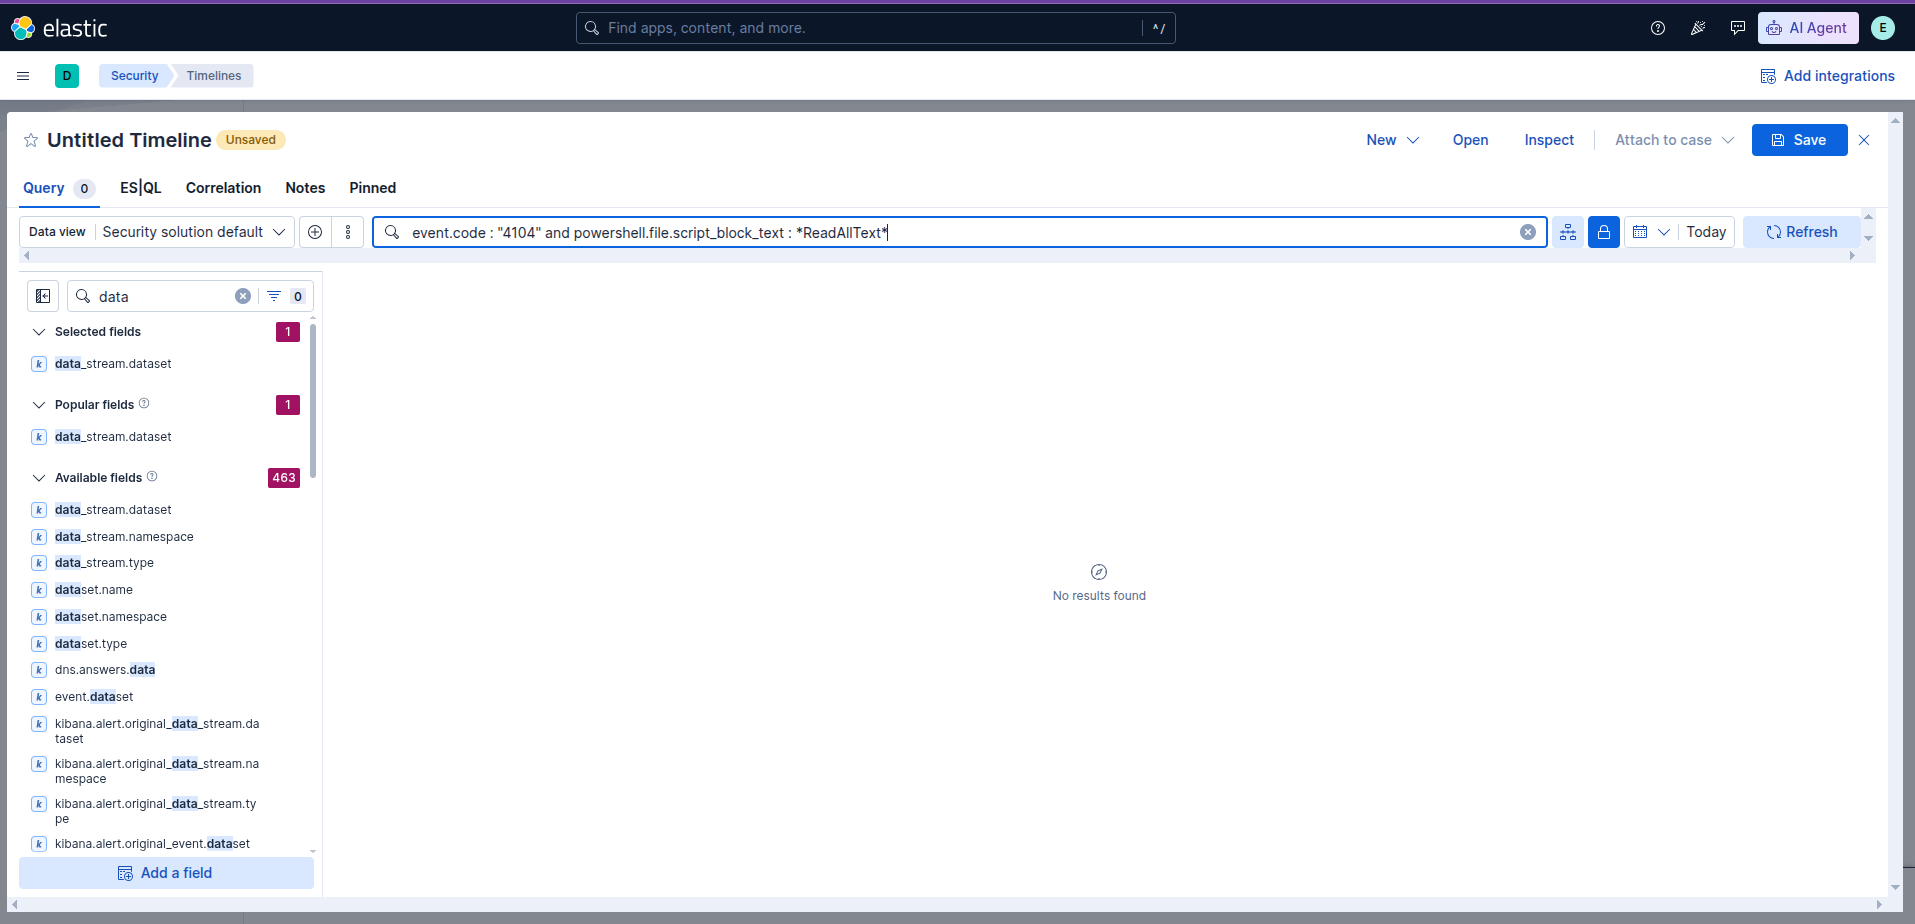 elastic
Find apps, content, and more.
^ /
AI Agent
E
D
Security
Timelines
Add integrations
Untitled Timeline
Unsaved
New
Open
Inspect
Attach to case
Save
Query 0
ES|QL
Correlation
Notes
Pinned
Data view
Security solution default
event.code : "4104" and powershell.file.script_block_text : *ReadAllText*
Today
Refresh
data
0
Selected fields
1
k data_stream.dataset
Popular fields
1
k data_stream.dataset
Available fields
463
k data_stream.dataset
k data_stream.namespace
k data_stream.type
k dataset.name
k dataset.namespace
k dataset.type
k dns.answers.data
k event.dataset
k kibana.alert.original_data_stream.da
taset
k kibana.alert.original_data_stream.na
mespace
k kibana.alert.original_data_stream.ty
pe
k kibana.alert.original_event.dataset
Add a field
No results found